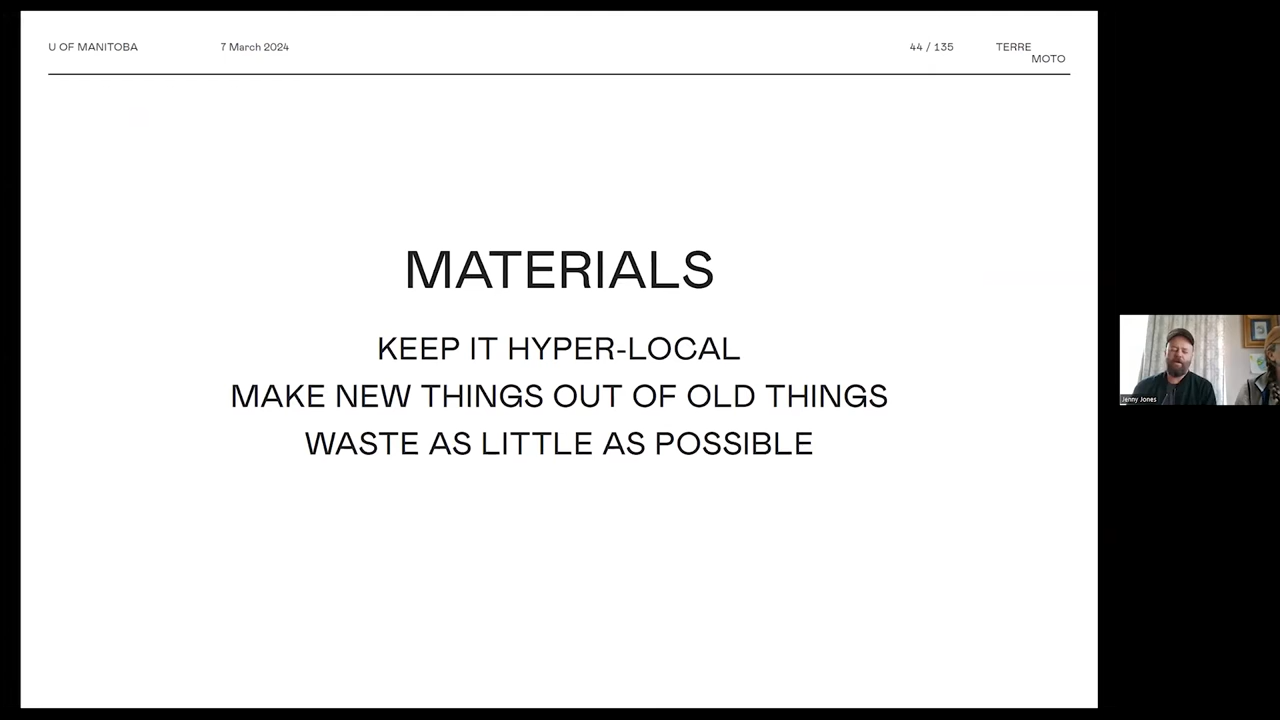 U OF MANITOBA 7 March 2024 44 / 135 TERRE
MOTO
MATERIALS
KEEP IT HYPER-LOCAL
MAKE NEW THINGS OUT OF OLD THINGS
WASTE AS LITTLE AS POSSIBLE
Jenny Jones